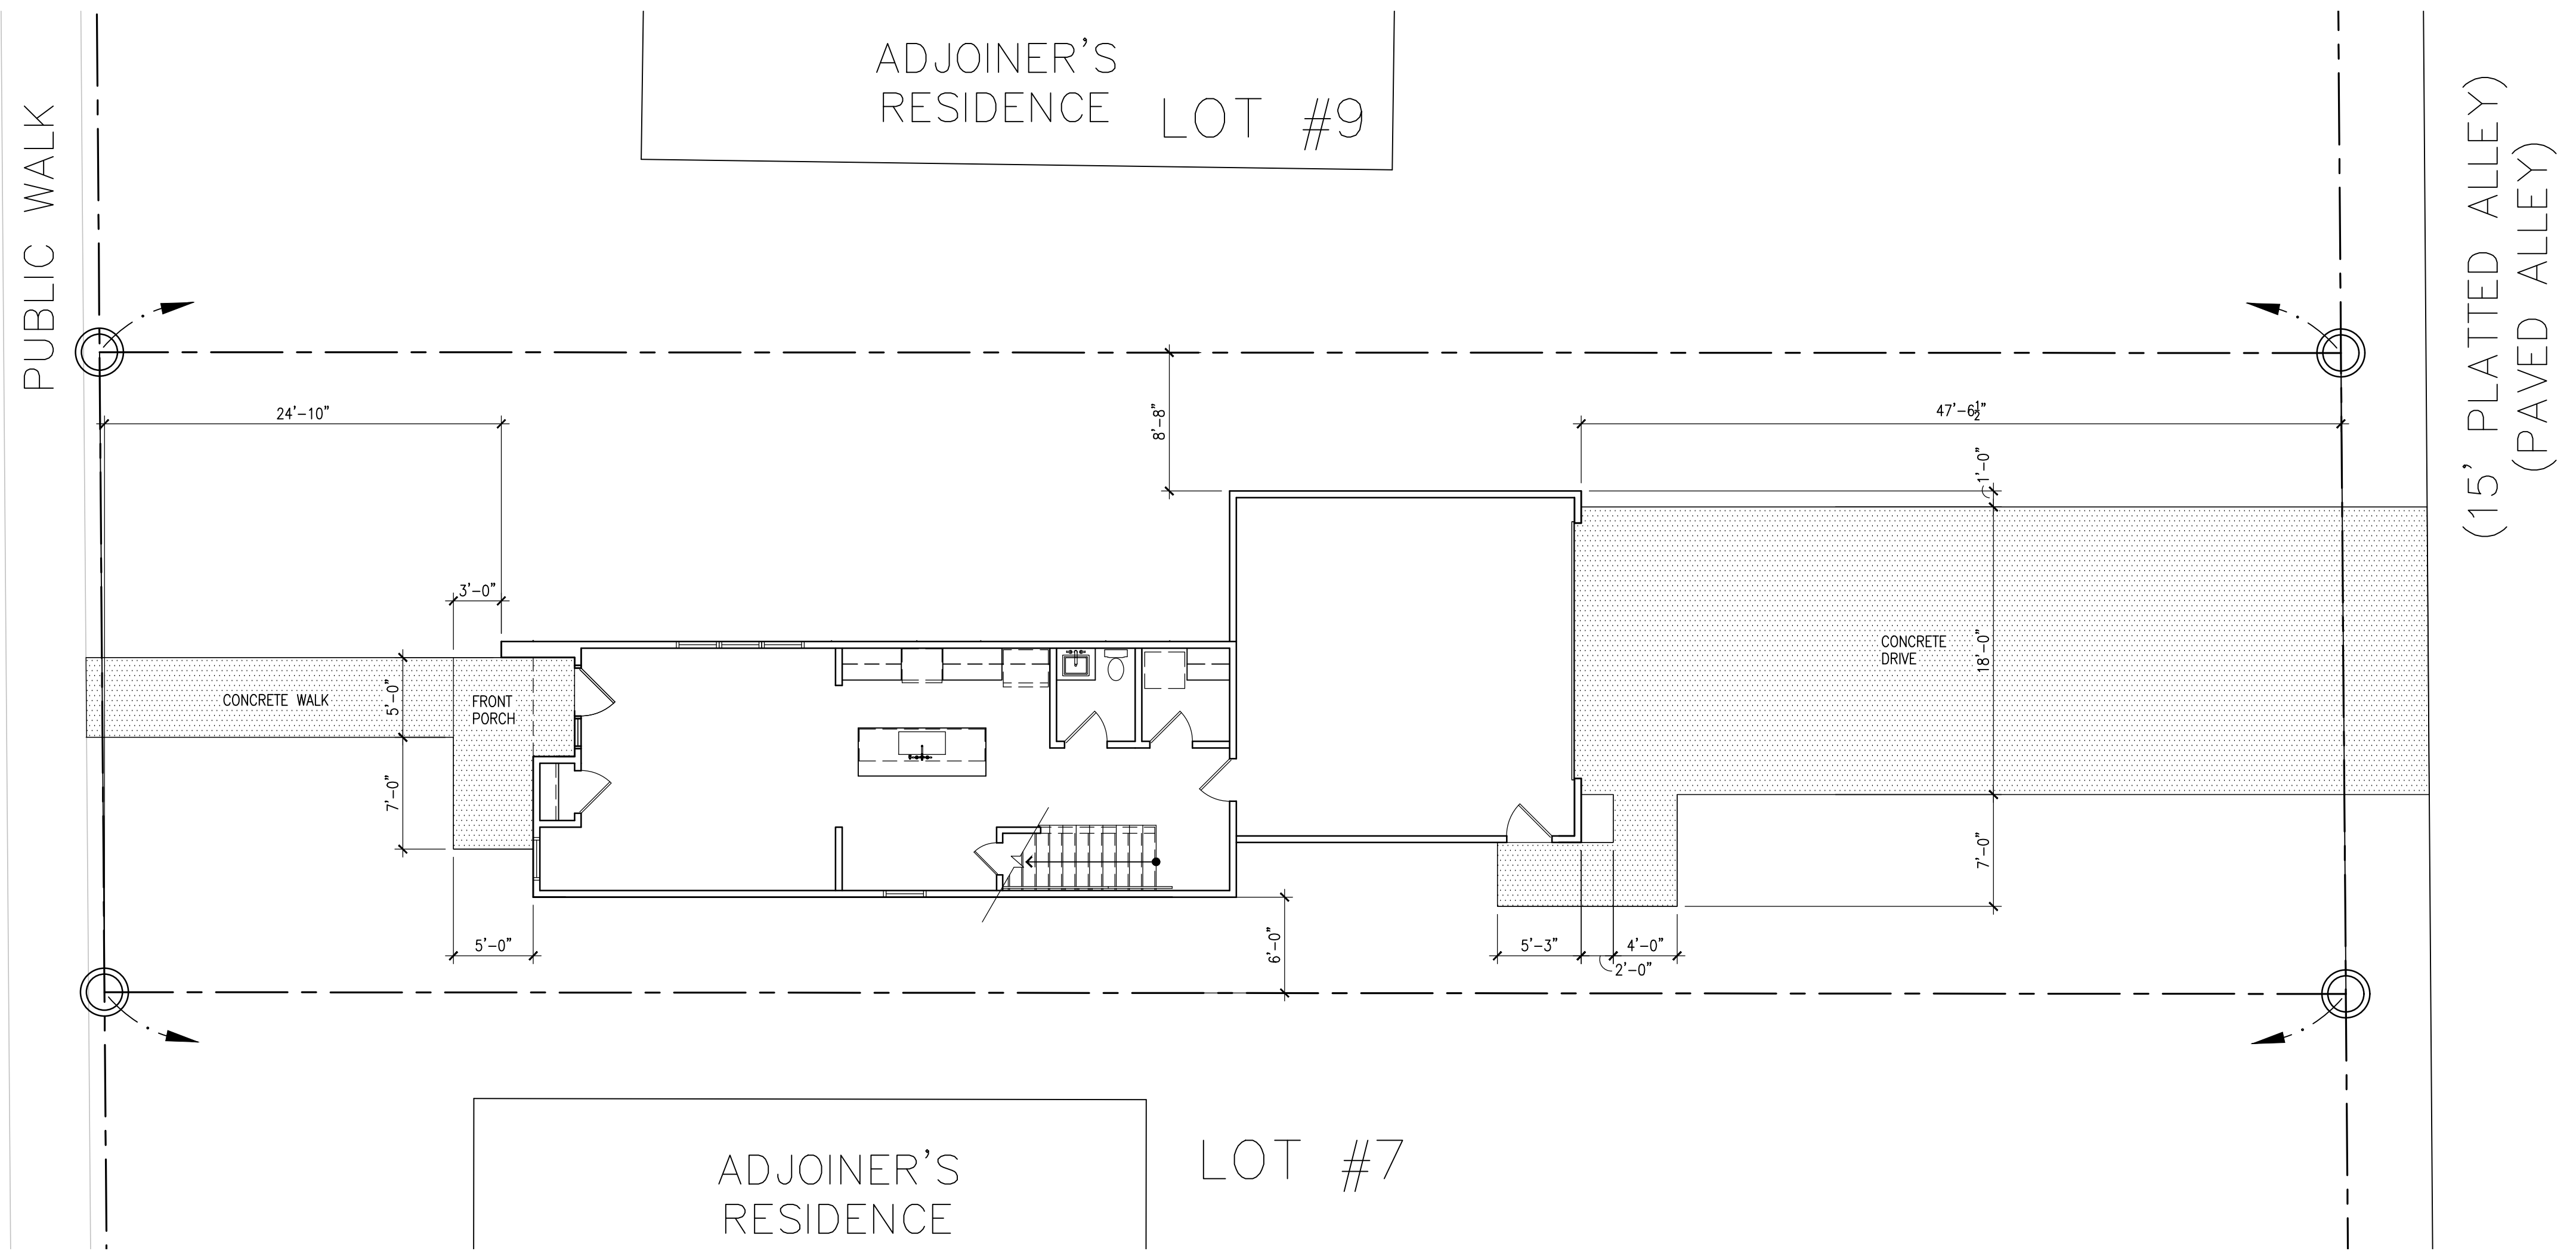 ADJOINER'S
RESIDENCE
LOT #9
PUBLIC WALK
(15' PLATTED ALLEY)
(PAVED ALLEY)
24'-10"
8'-8"
47'-6½"
1'-0"
3'-0"
CONCRETE WALK
5'-0"
FRONT
PORCH
CONCRETE
DRIVE
18'-0"
7'-0"
7'-0"
5'-0"
6'-0"
5'-3"
4'-0"
2'-0"
ADJOINER'S
RESIDENCE
LOT #7